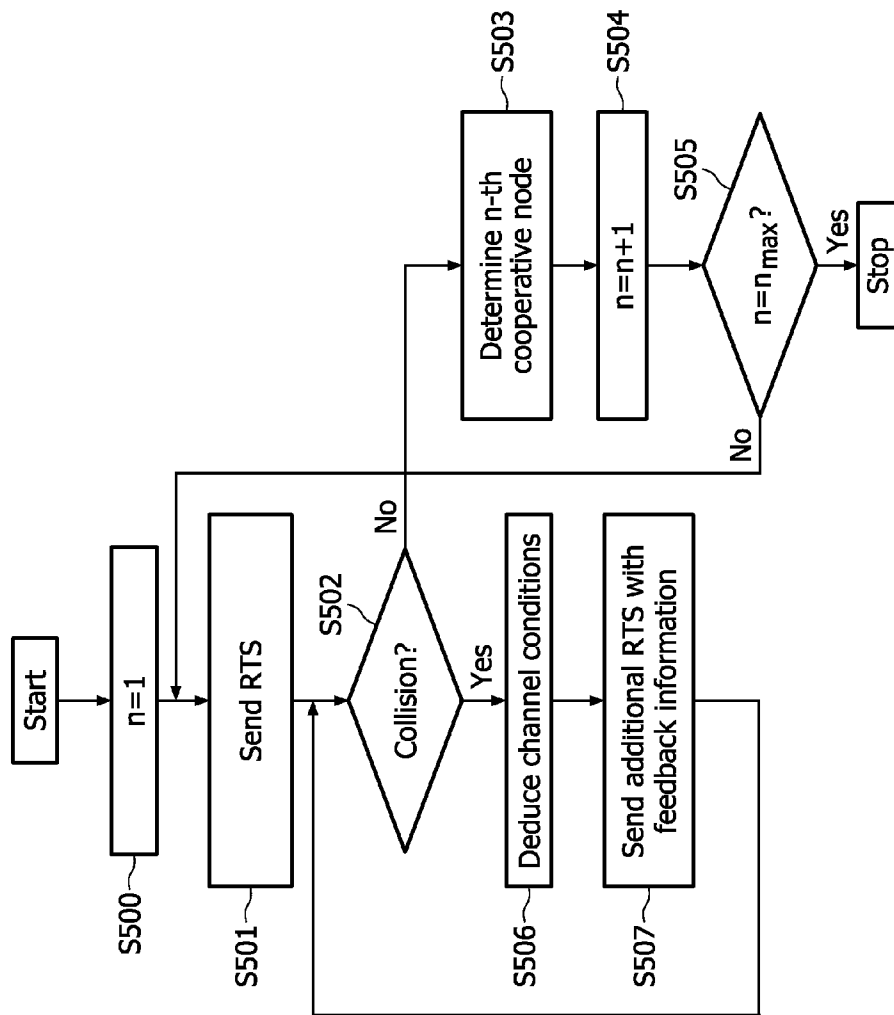 Start
n=1
S500
Send RTS
S501
Collision?
S502
No
Yes
Deduce channel conditions
S506
Send additional RTS with
feedback information
S507
Determine n-th
cooperative node
S503
n=n+1
S504
n=nmax?
S505
No
Yes
Stop